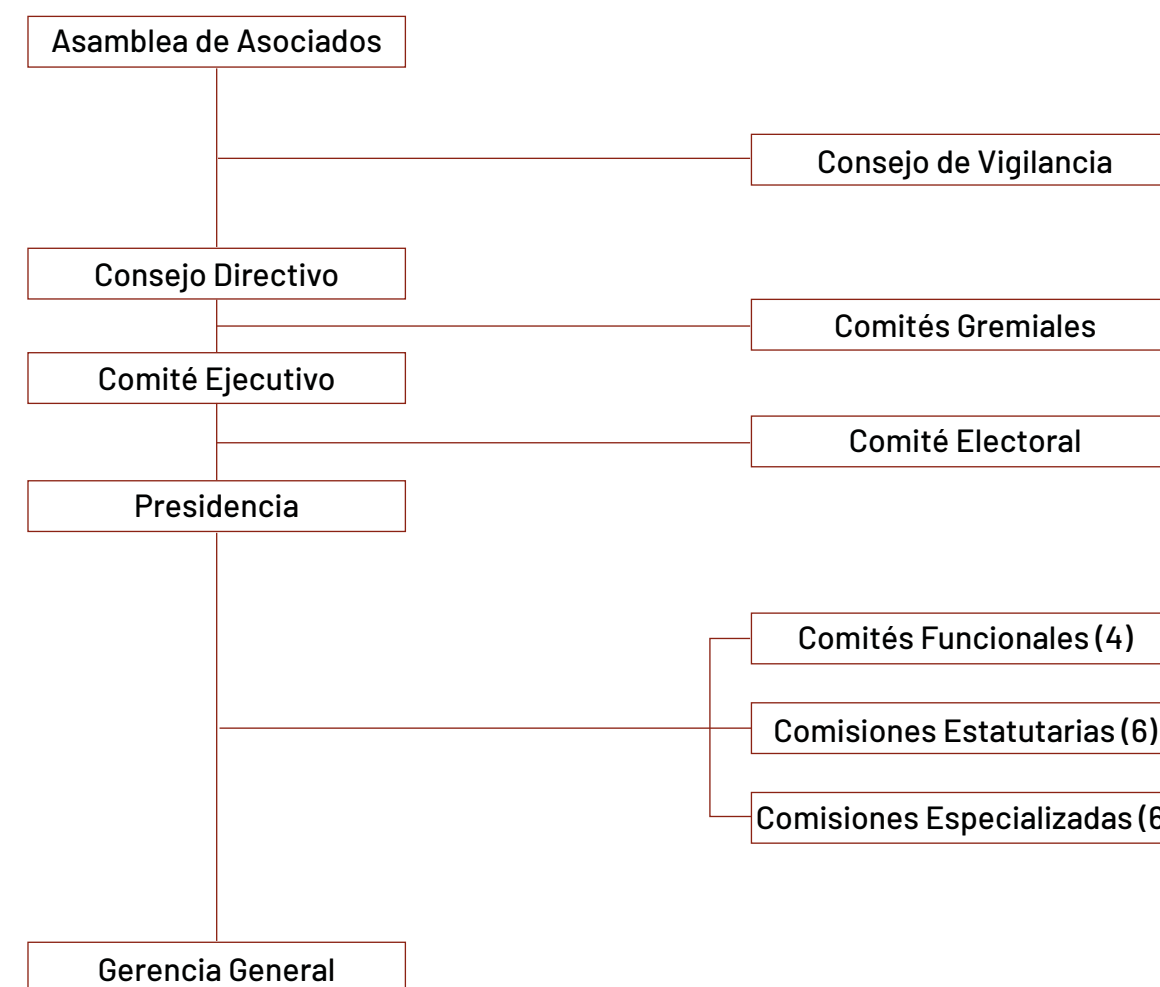 Asamblea de Asociados
Consejo de Vigilancia
Consejo Directivo
Comités Gremiales
Comité Ejecutivo
Comité Electoral
Presidencia
Comités Funcionales (4)
Comisiones Estatutarias (6)
Comisiones Especializadas (6
Gerencia General